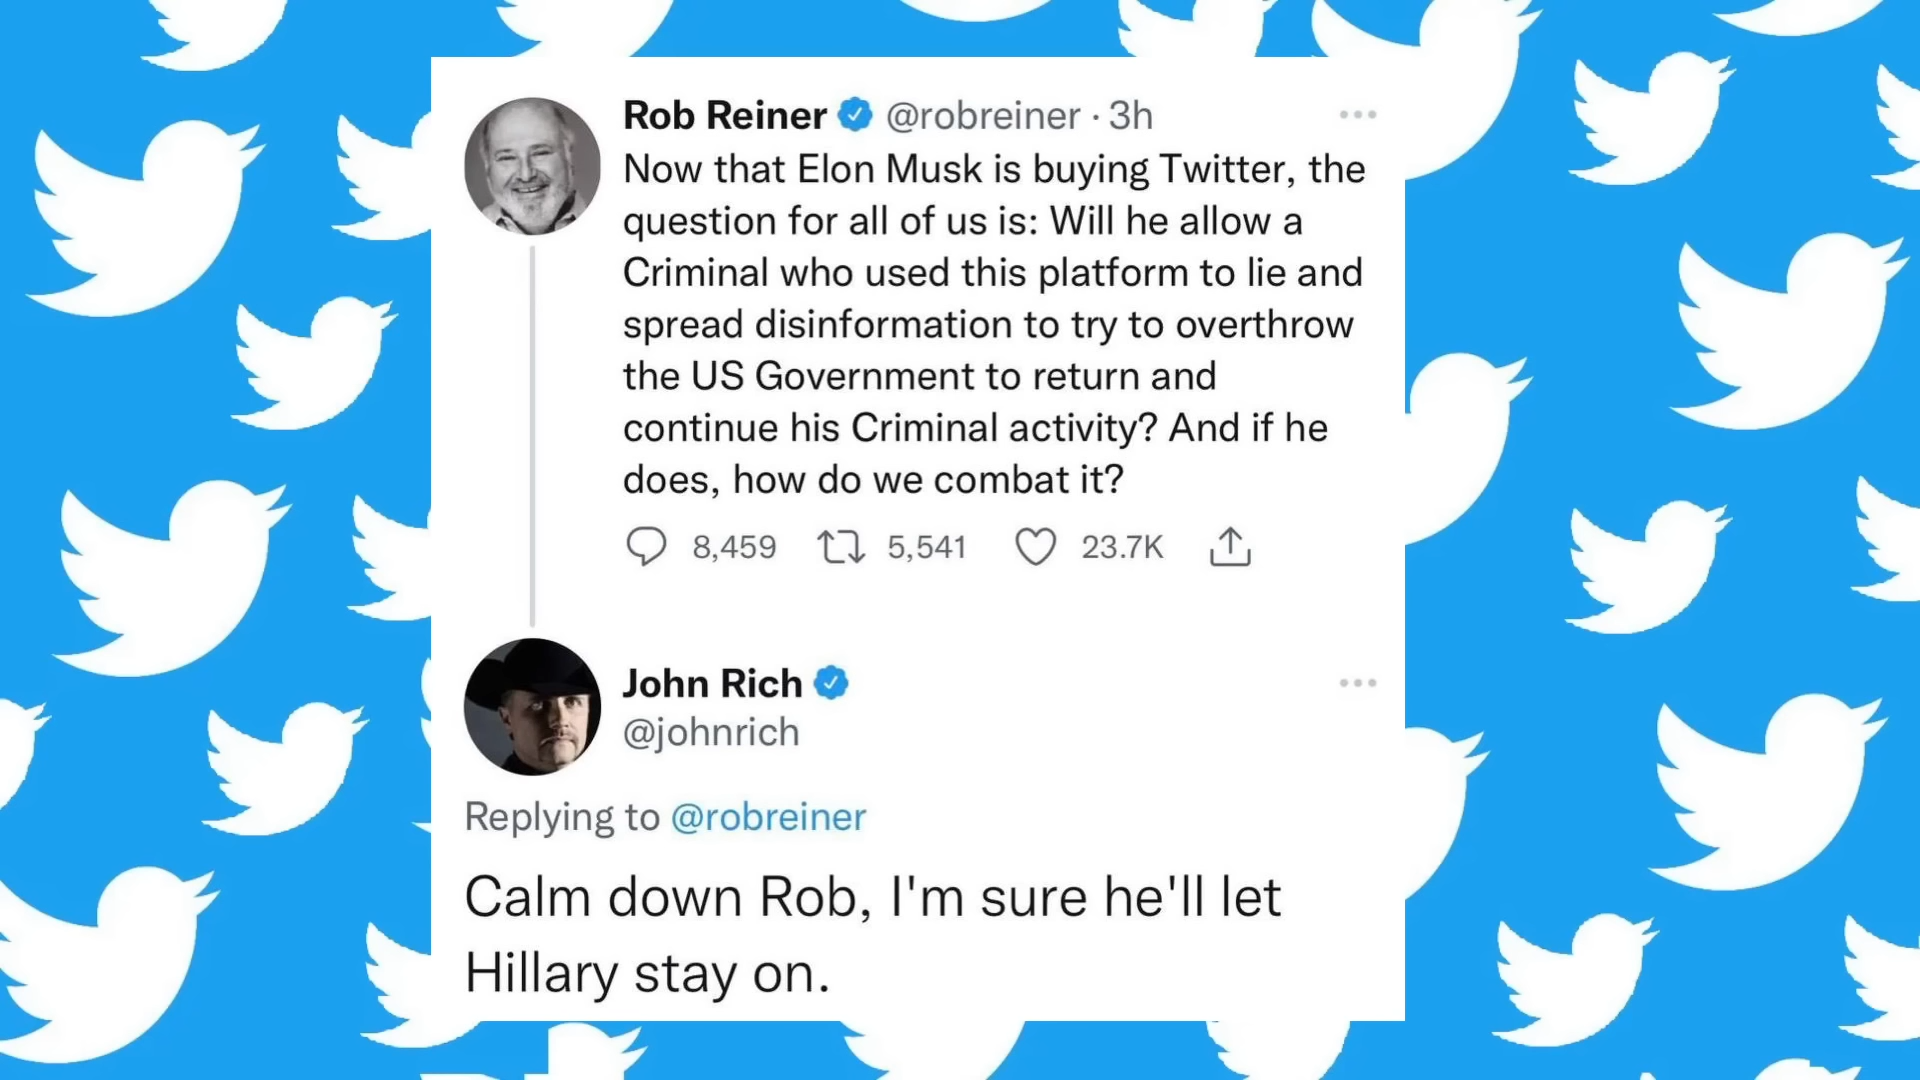 Rob Reiner @robreiner · 3h
Now that Elon Musk is buying Twitter, the
question for all of us is: Will he allow a
Criminal who used this platform to lie and
spread disinformation to try to overthrow
the US Government to return and
continue his Criminal activity? And if he
does, how do we combat it?
8,459 5,541 23.7K
John Rich
@johnrich
Replying to @robreiner
Calm down Rob, I'm sure he'll let
Hillary stay on.